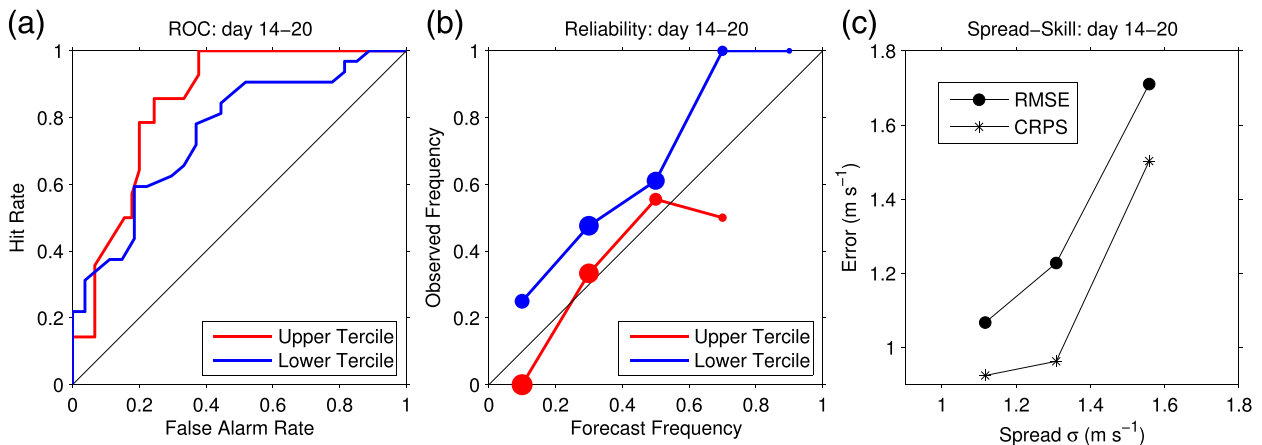 (a)
ROC: day 14−20
Hit Rate
1
0.8
0.6
0.4
0.2
0
0 0.2 0.4 0.6 0.8 1
False Alarm Rate
Upper Tercile
Lower Tercile
(b)
Reliability: day 14−20
Observed Frequency
1
0.8
0.6
0.4
0.2
0
0 0.2 0.4 0.6 0.8 1
Forecast Frequency
Upper Tercile
Lower Tercile
(c)
Spread−Skill: day 14−20
Error (m s⁻¹)
1.8
1.6
1.4
1.2
1
1 1.2 1.4 1.6 1.8
Spread σ (m s⁻¹)
RMSE
CRPS